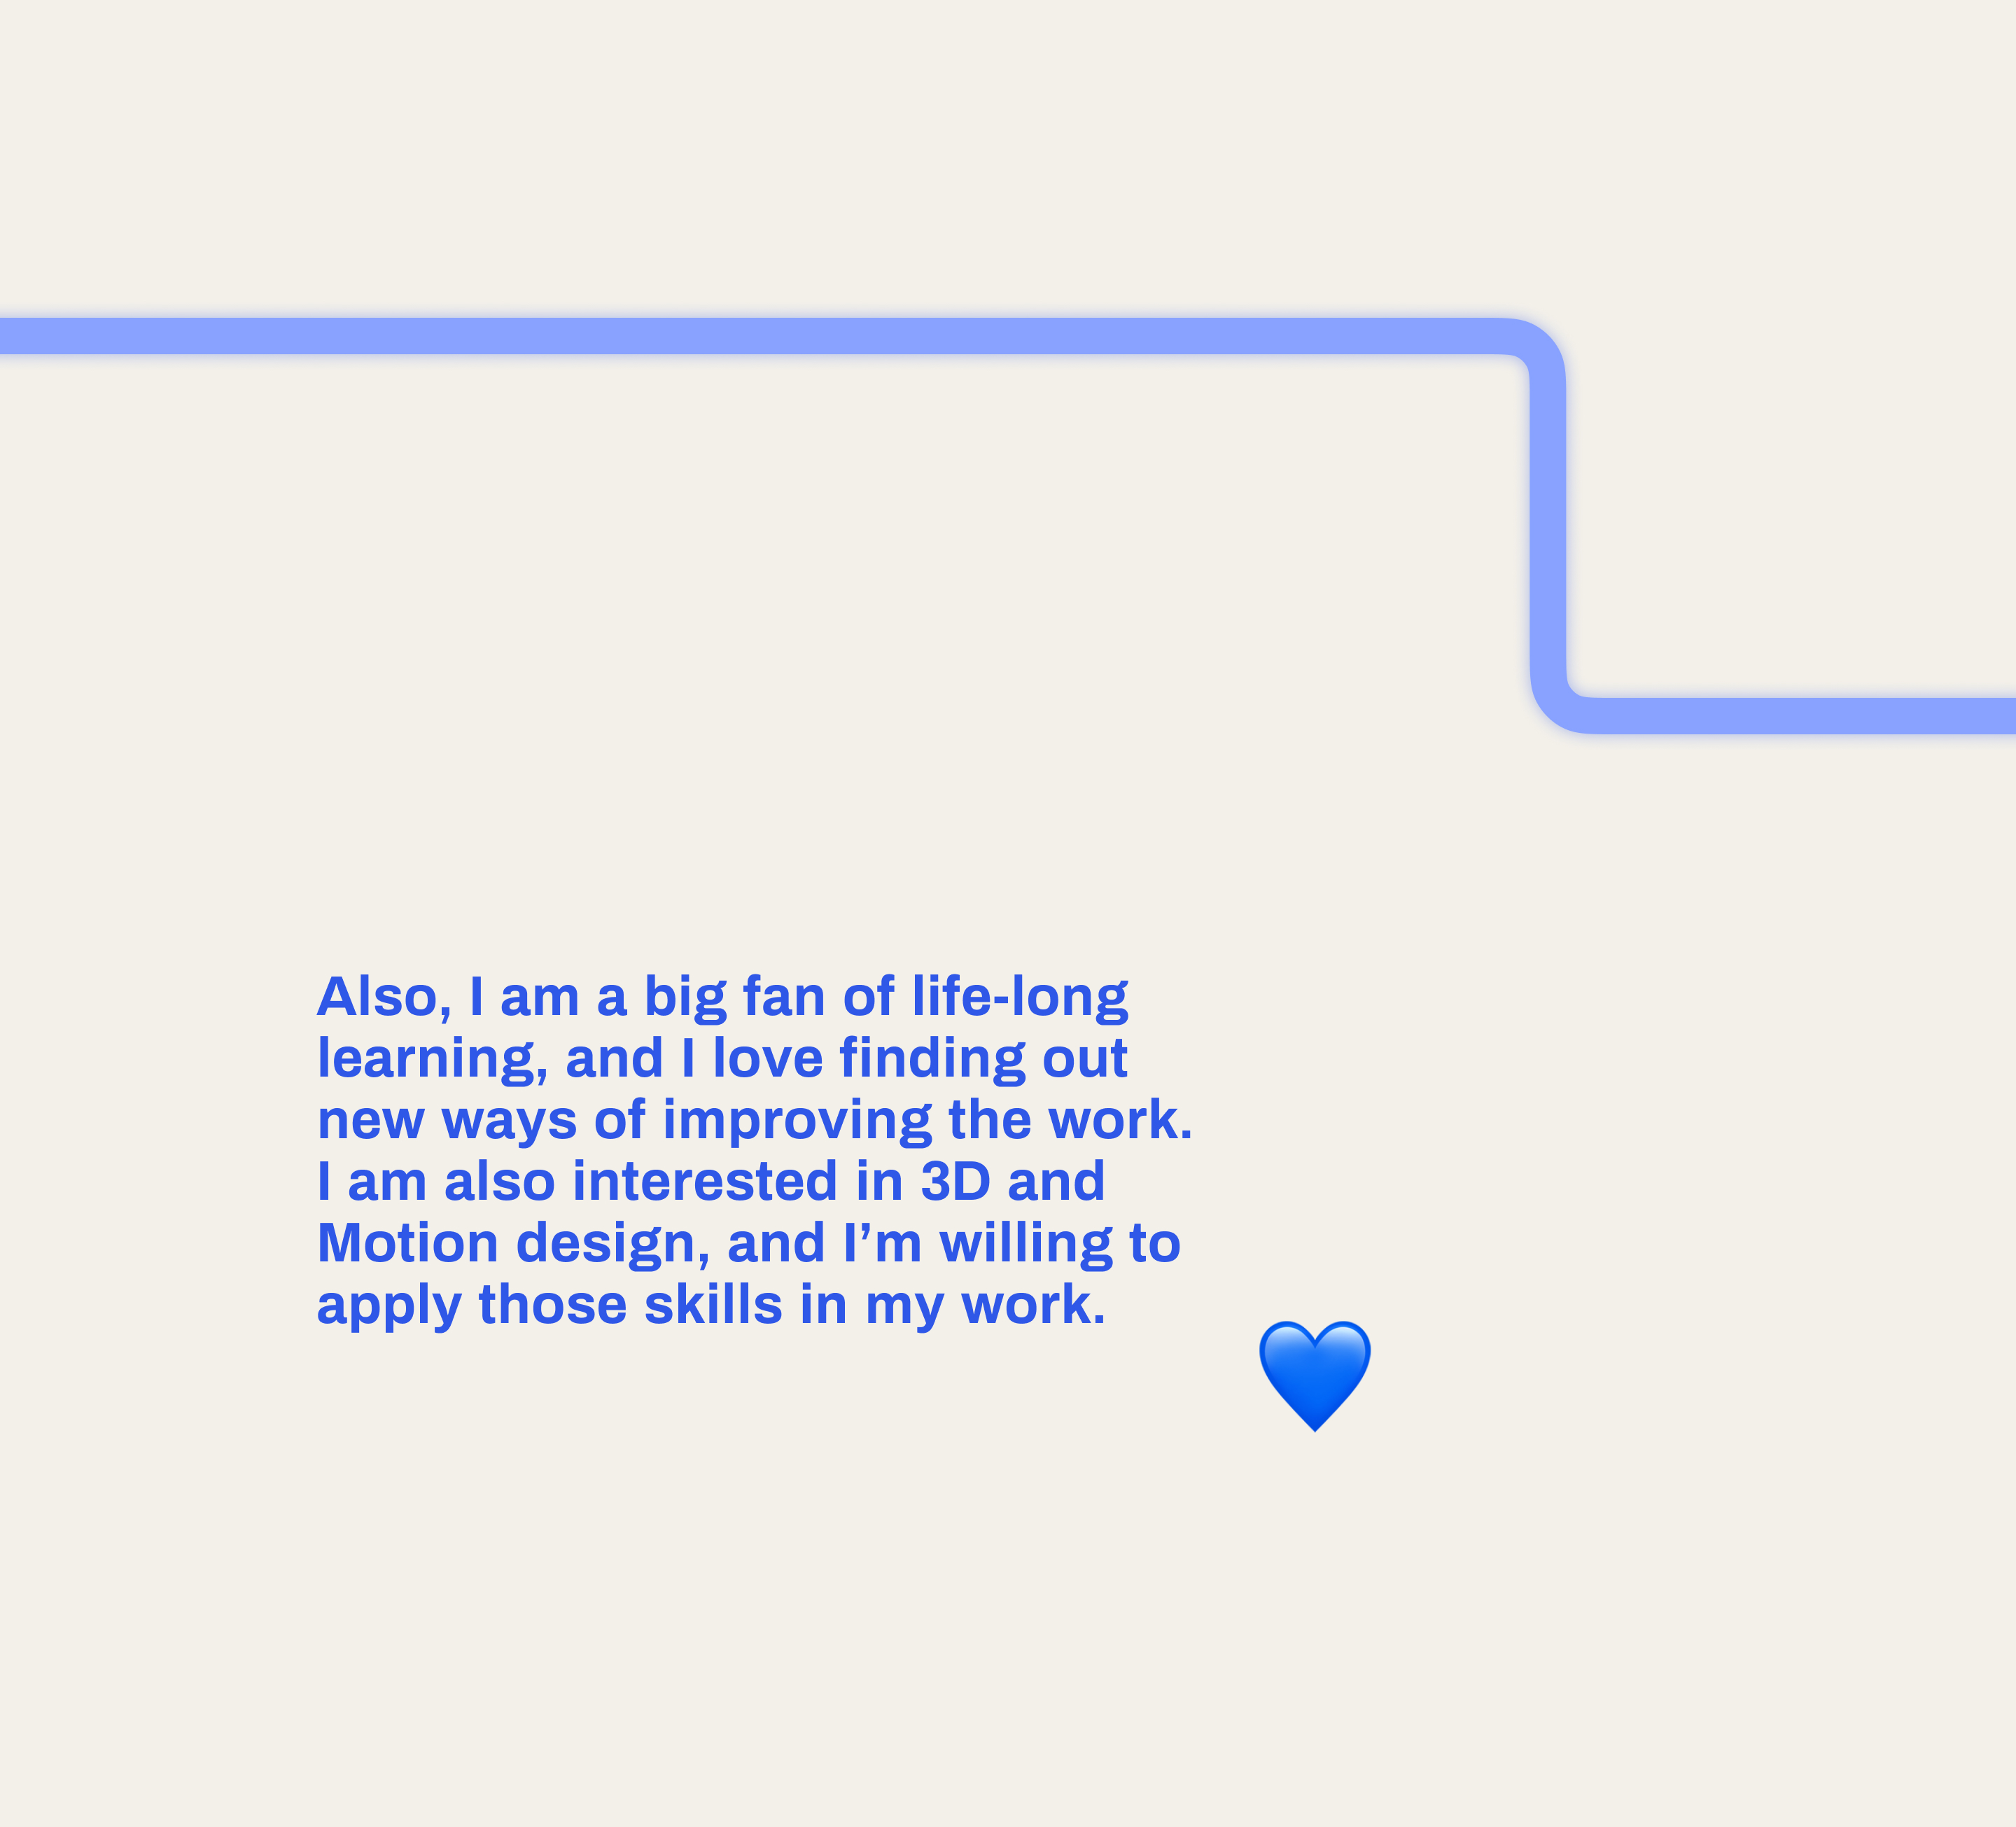 Also, I am a big fan of life-long
learning, and I love finding out
new ways of improving the work.
I am also interested in 3D and
Motion design, and I’m willing to
apply those skills in my work.